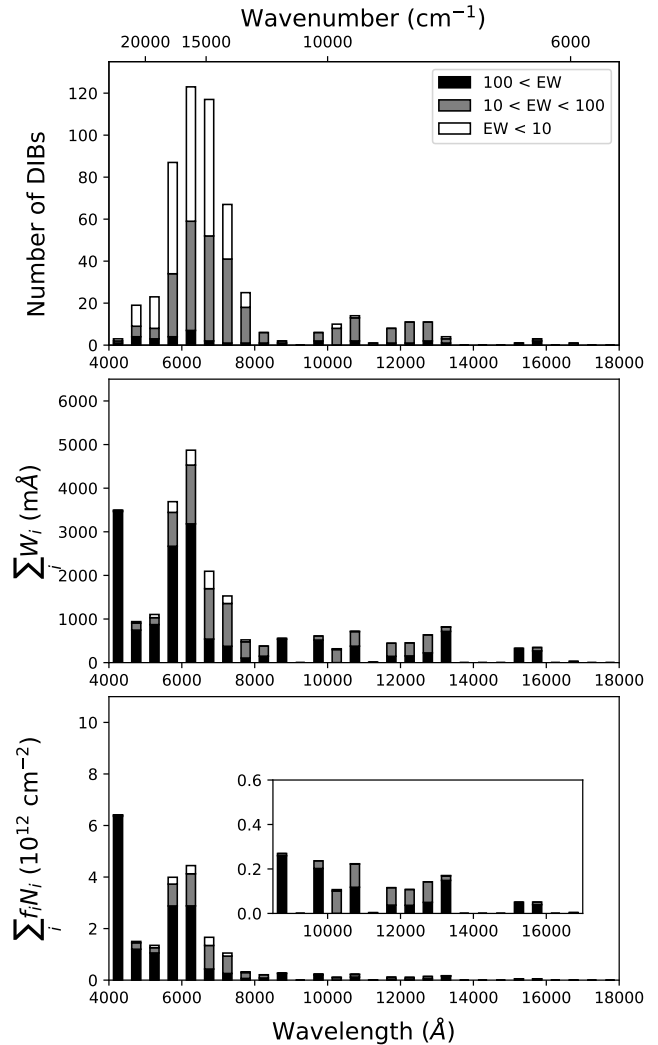 Wavenumber (cm⁻¹)
20000 15000 10000 6000
Number of DIBs
120
100
80
60
40
20
0
100 < EW
10 < EW < 100
EW < 10
4000 6000 8000 10000 12000 14000 16000 18000
∑ᵢWᵢ (mÅ)
6000
5000
4000
3000
2000
1000
0
4000 6000 8000 10000 12000 14000 16000 18000
∑ᵢfᵢNᵢ (10¹² cm⁻²)
10
8
6
4
2
0
0.6
0.4
0.2
0.0
10000 12000 14000 16000
4000 6000 8000 10000 12000 14000 16000 18000
Wavelength (Å)